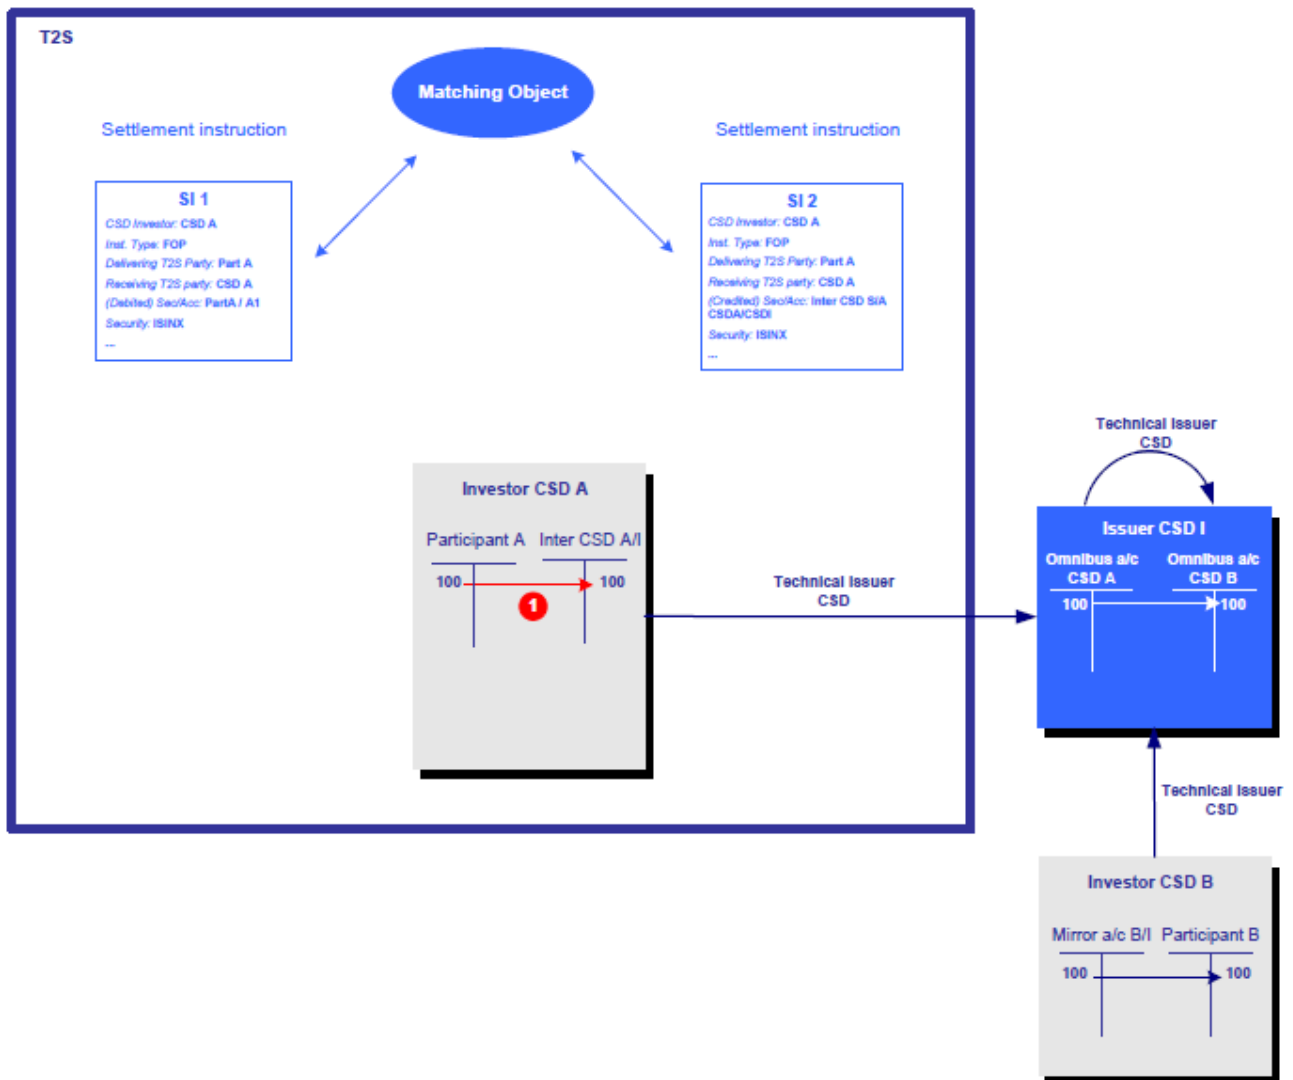 T2S
Matching Object
Settlement instruction
Settlement instruction
SI 1
CSD Investor: CSD A
Inst. Type: FOP
Delivering T2S Party: Part A
Receiving T2S party: CSD A
(Debited) Sec/Acc: PartA / A1
Security: ISINX
...
SI 2
CSD Investor: CSD A
Inst. Type: FOP
Delivering T2S Party: Part A
Receiving T2S party: CSD A
(Credited) Sec/Acc: Inter CSD S/A
CSDA/CSDI
Security: ISINX
...
Technical Issuer
CSD
Investor CSD A
Participant A Inter CSD A/I
100 100
1
Technical Issuer
CSD
Issuer CSD I
Omnibus a/c Omnibus a/c
CSD A CSD B
100 100
Technical Issuer
CSD
Investor CSD B
Mirror a/c B/I Participant B
100 100